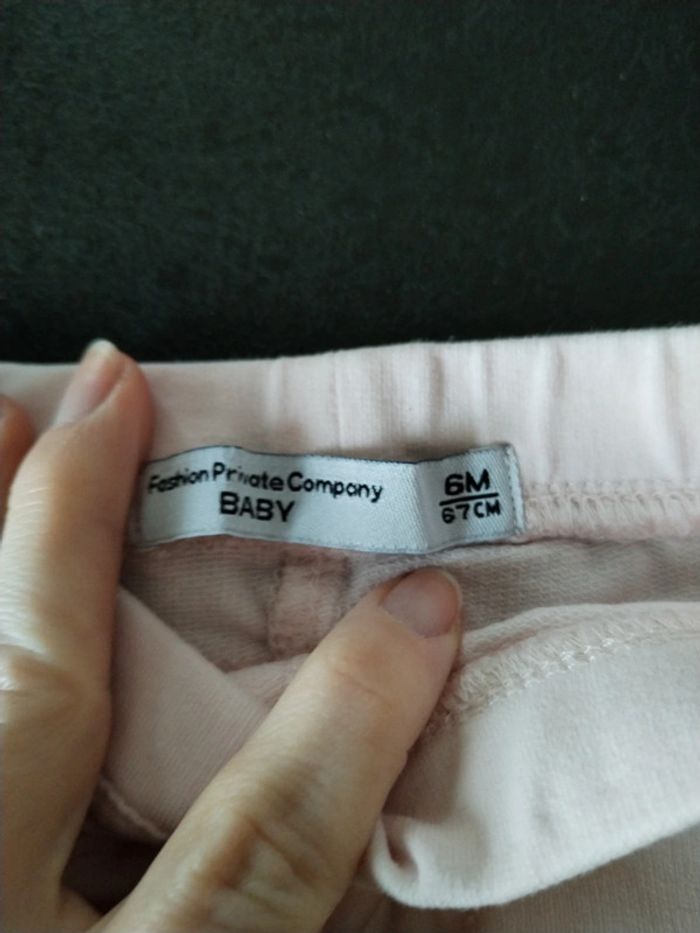 Fashion Private Company
BABY
6M
67CM